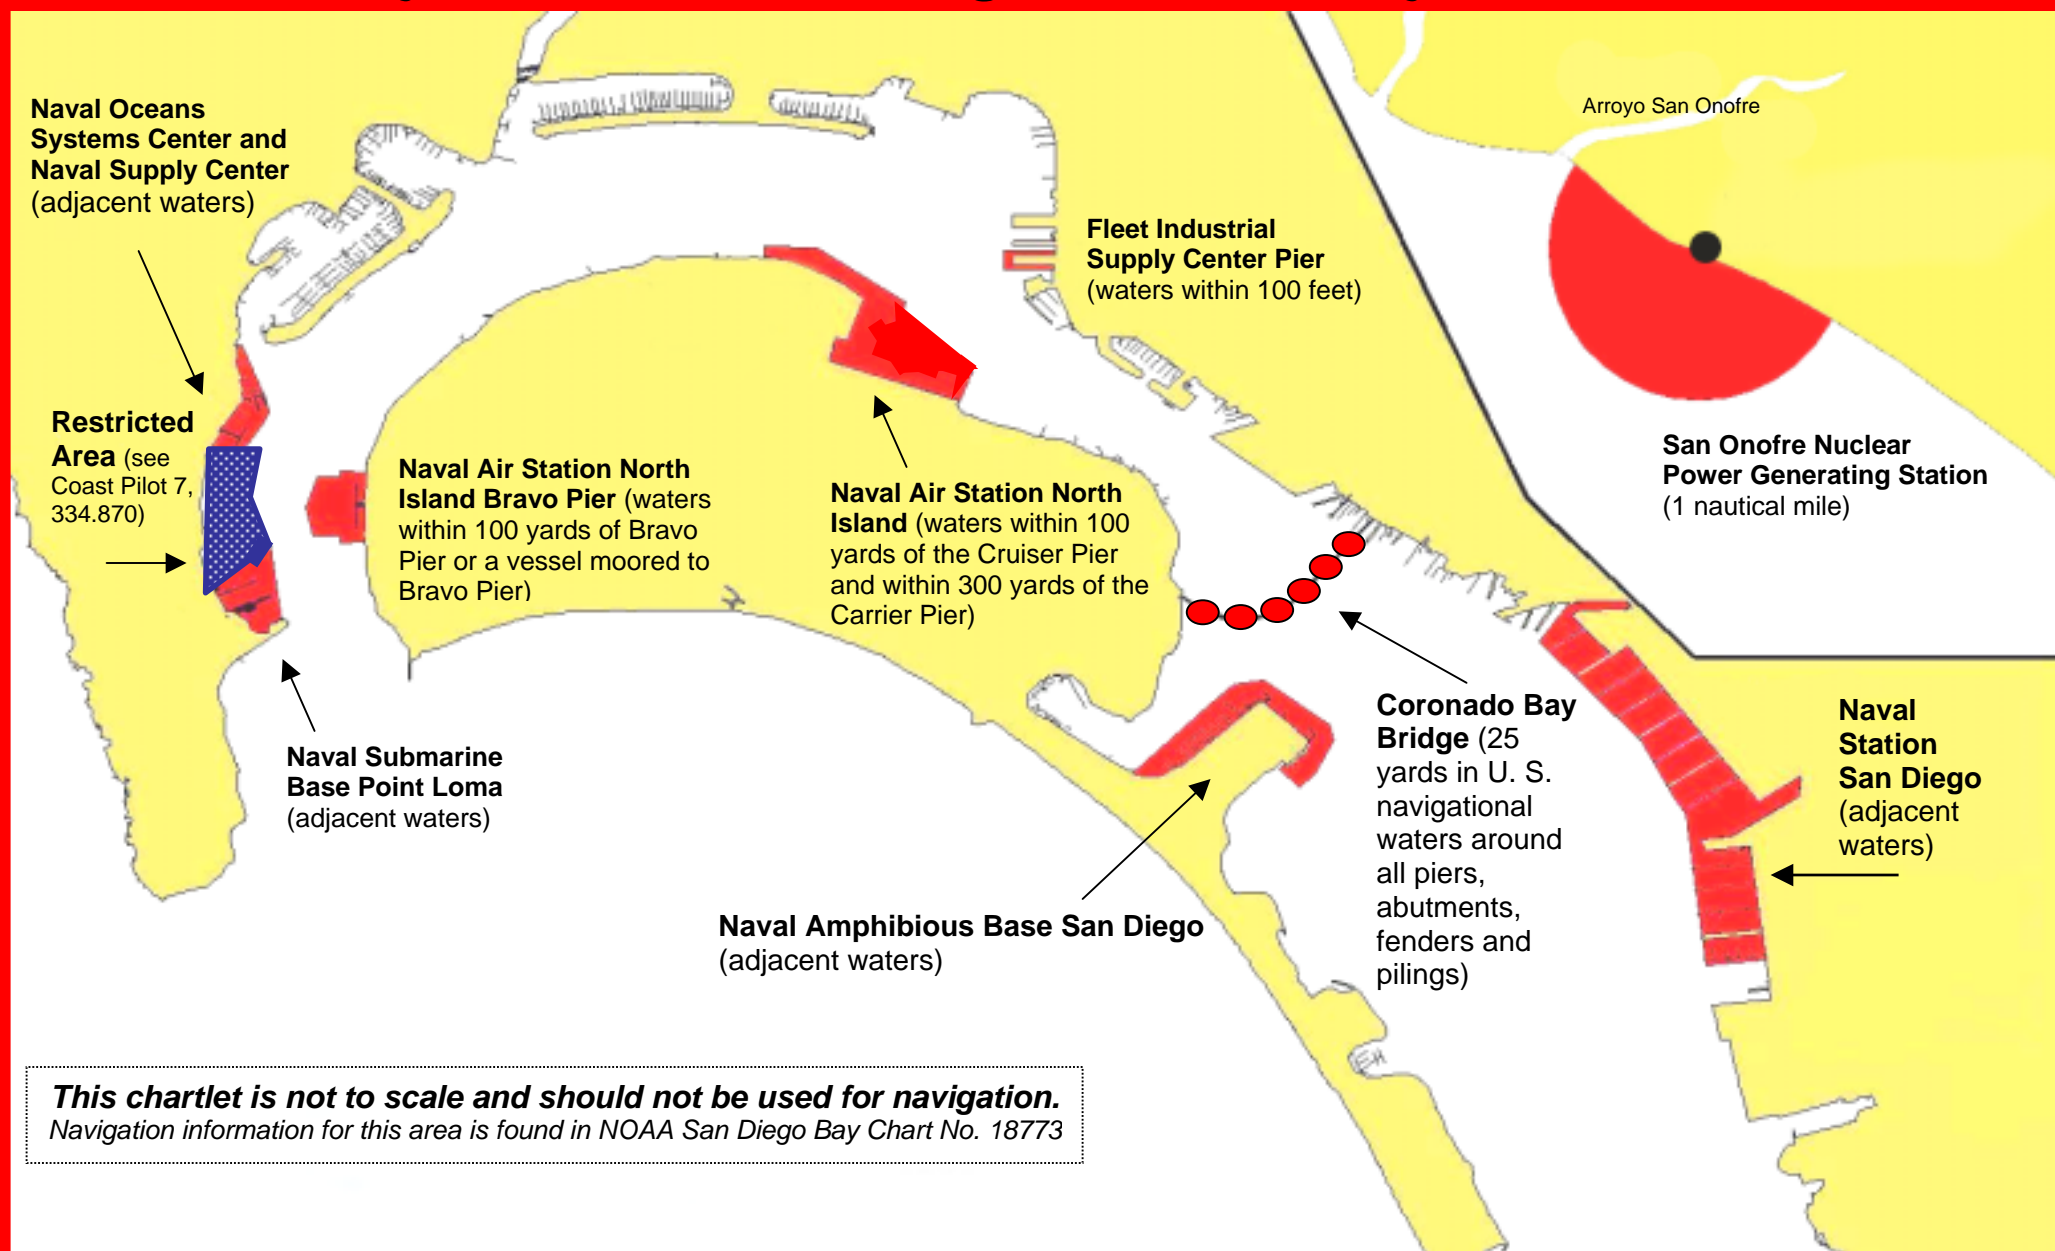 Naval Oceans
Systems Center and
Naval Supply Center
(adjacent waters)
Arroyo San Onofre
Fleet Industrial
Supply Center Pier
(waters within 100 feet)
Restricted
Area (see
Coast Pilot 7,
334.870)
Naval Air Station North
Island Bravo Pier (waters
within 100 yards of Bravo
Pier or a vessel moored to
Bravo Pier)
Naval Air Station North
Island (waters within 100
yards of the Cruiser Pier
and within 300 yards of the
Carrier Pier)
San Onofre Nuclear
Power Generating Station
(1 nautical mile)
Naval Submarine
Base Point Loma
(adjacent waters)
Coronado Bay
Bridge (25
yards in U. S.
navigational
waters around
all piers,
abutments,
fenders and
pilings)
Naval
Station
San Diego
(adjacent
waters)
Naval Amphibious Base San Diego
(adjacent waters)
This chartlet is not to scale and should not be used for navigation.
Navigation information for this area is found in NOAA San Diego Bay Chart No. 18773